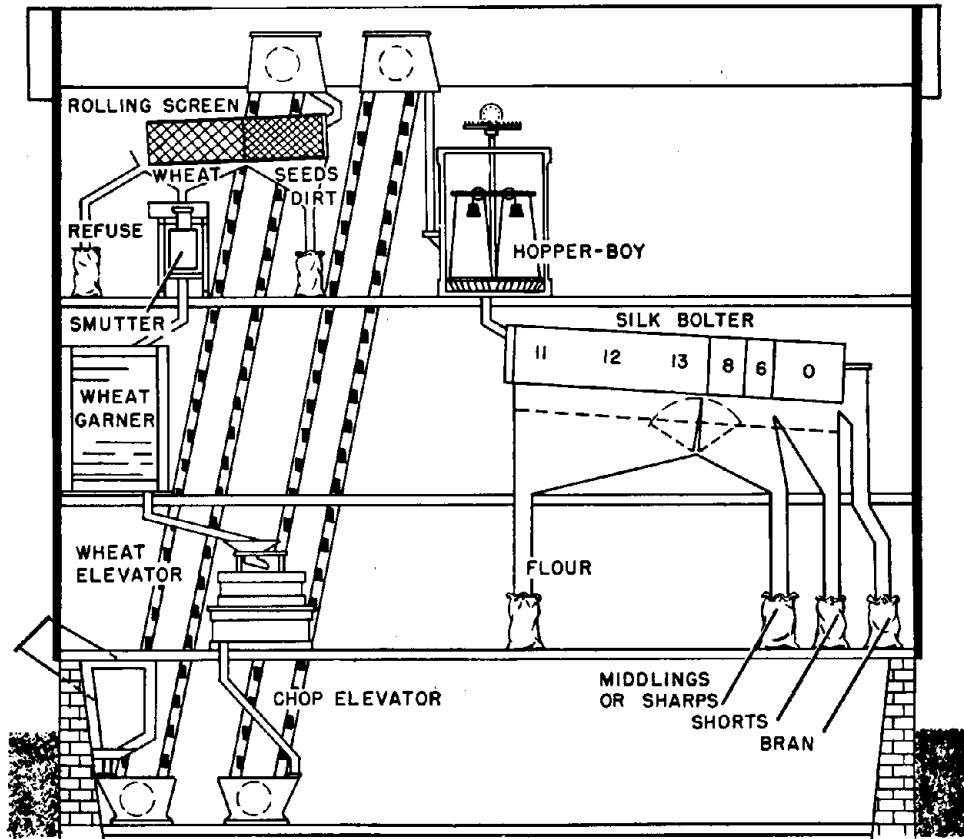 ROLLING SCREEN
WHEAT
SEEDS
DIRT
REFUSE
HOPPER-BOY
SMUTTER
SILK BOLTER
11 12 13 8 6 0
WHEAT
GARNER
WHEAT
ELEVATOR
FLOUR
CHOP ELEVATOR
MIDDLINGS
OR SHARPS
SHORTS
BRAN